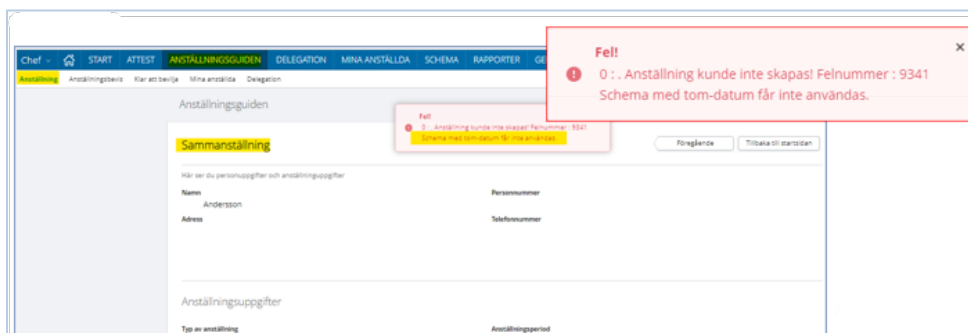 Fel!
0 : . Anställning kunde inte skapas! Felnummer : 9341
Schema med tom-datum får inte användas.
Chef START ATTEST ANSTÄLLNINGSGUIDEN DELEGATION MINA ANSTÄLLDA SCHEMA RAPPORTER GE
Anställning Anställningsbevis Klar att bevilja Mina anställda Delegation
Anställningsguiden
Fel!
0 : . Anställning kunde inte skapas! Felnummer : 9341
Schema med tom-datum får inte användas.
Sammanställning
Föregående Tillbaka till startsidan
Här ser du personuppgifter och anställninguppgifter
Namn Personnummer
Andersson
Adress Telefonnummer
Anställningsuppgifter
Typ av anställning Anställningsperiod